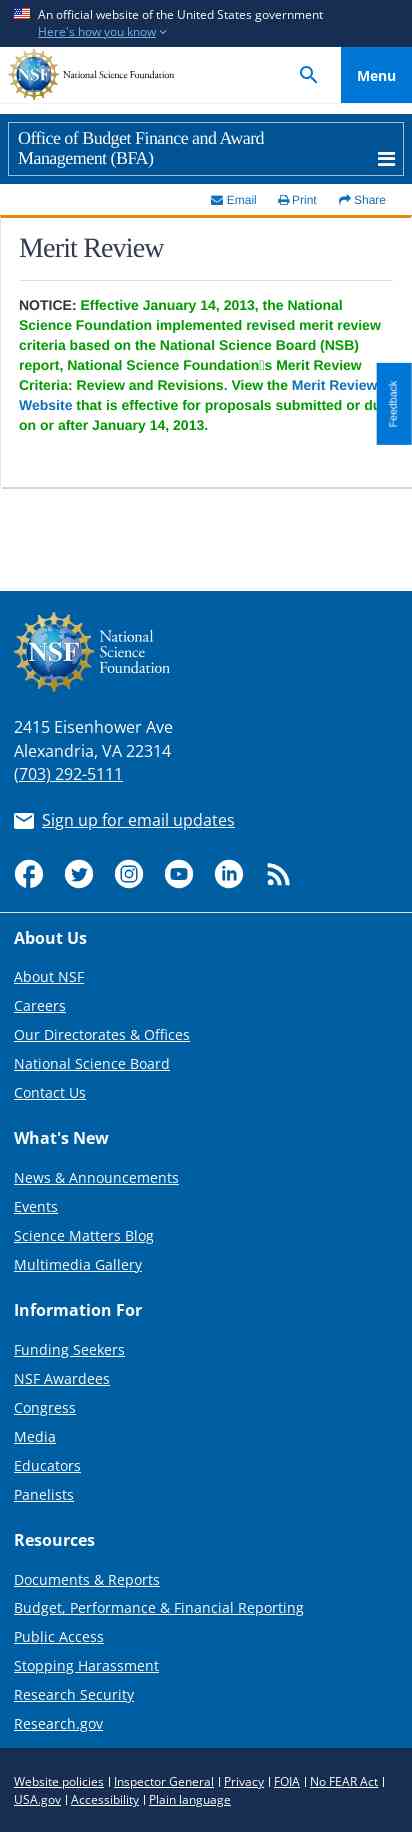 An official website of the United States government
Here's how you know
NSF National Science Foundation
Menu
Office of Budget Finance and Award
Management (BFA)
Email Print Share
Merit Review
NOTICE: Effective January 14, 2013, the National
Science Foundation implemented revised merit review
criteria based on the National Science Board (NSB)
report, National Science Foundation▯s Merit Review
Criteria: Review and Revisions. View the Merit Review
Website that is effective for proposals submitted or du
on or after January 14, 2013.
Feedback
NSF
National
Science
Foundation
2415 Eisenhower Ave
Alexandria, VA 22314
(703) 292-5111
Sign up for email updates
About Us
About NSF
Careers
Our Directorates & Offices
National Science Board
Contact Us
What's New
News & Announcements
Events
Science Matters Blog
Multimedia Gallery
Information For
Funding Seekers
NSF Awardees
Congress
Media
Educators
Panelists
Resources
Documents & Reports
Budget, Performance & Financial Reporting
Public Access
Stopping Harassment
Research Security
Research.gov
Website policies | Inspector General | Privacy | FOIA | No FEAR Act |
USA.gov | Accessibility | Plain language